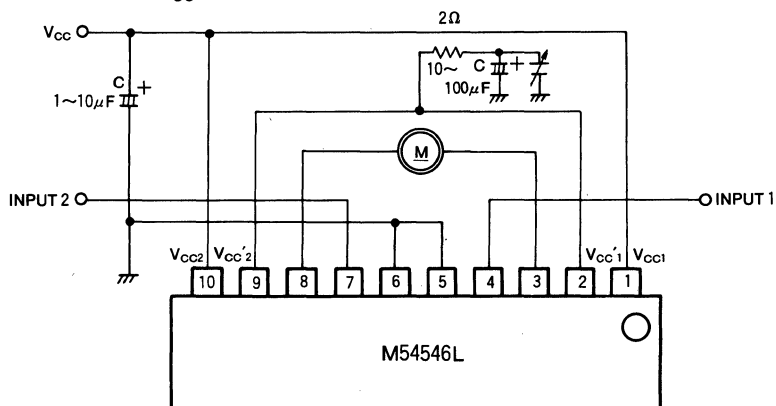 2Ω
VCC
10～
100μF
C +
C +
1～10μF
M
INPUT 2
INPUT 1
VCC2 VCC'2 VCC'1 VCC1
10 9 8 7 6 5 4 3 2 1
M54546L